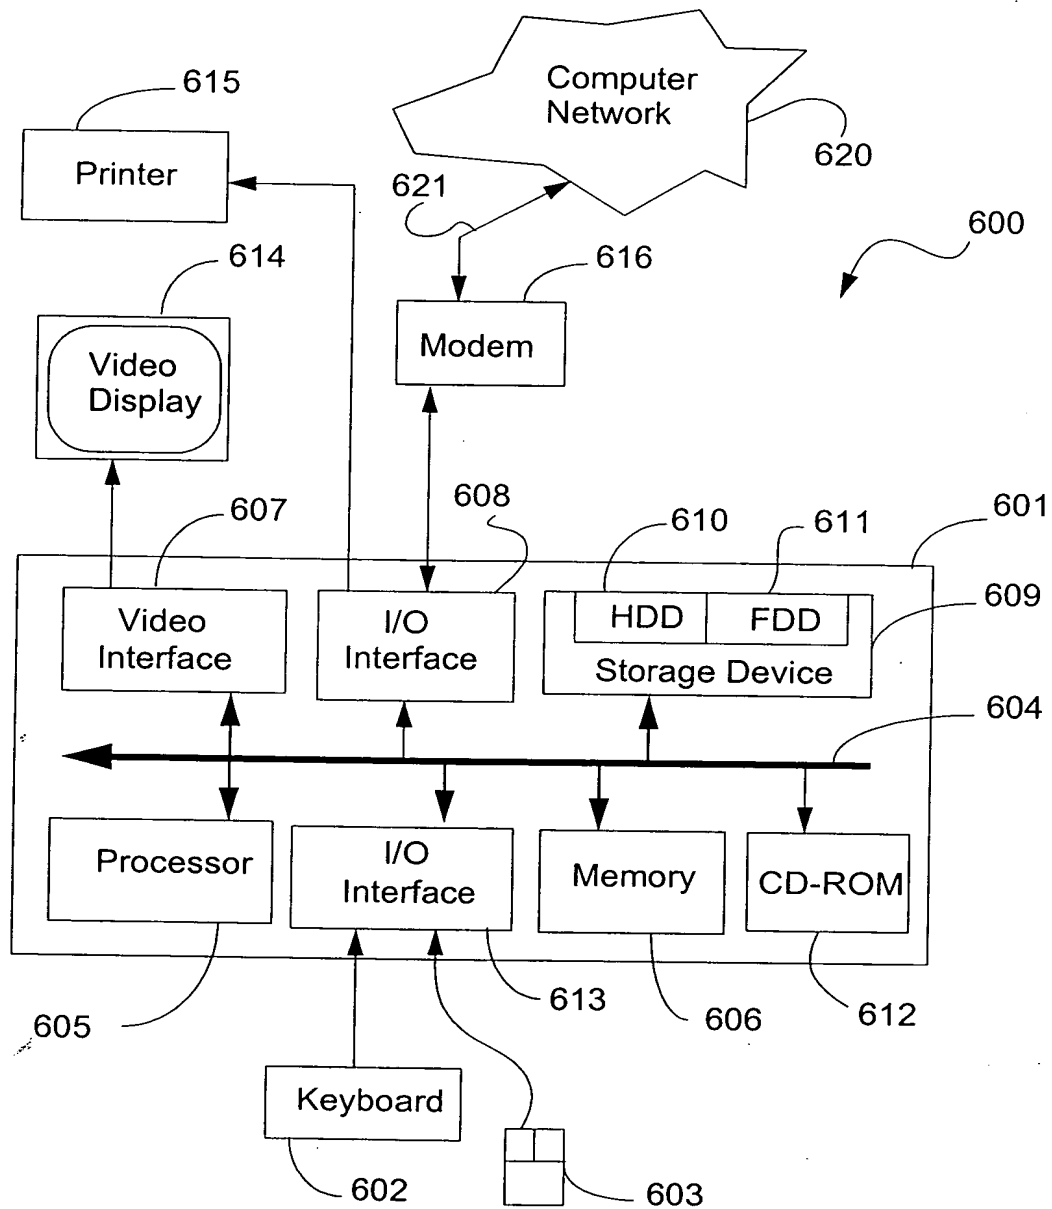 615
Printer
Computer
Network
620
621
600
614
616
Video
Display
Modem
607
608
610
611
601
Video
Interface
I/O
Interface
HDD
FDD
609
Storage Device
604
Processor
I/O
Interface
Memory
CD-ROM
605
613
606
612
Keyboard
602
603